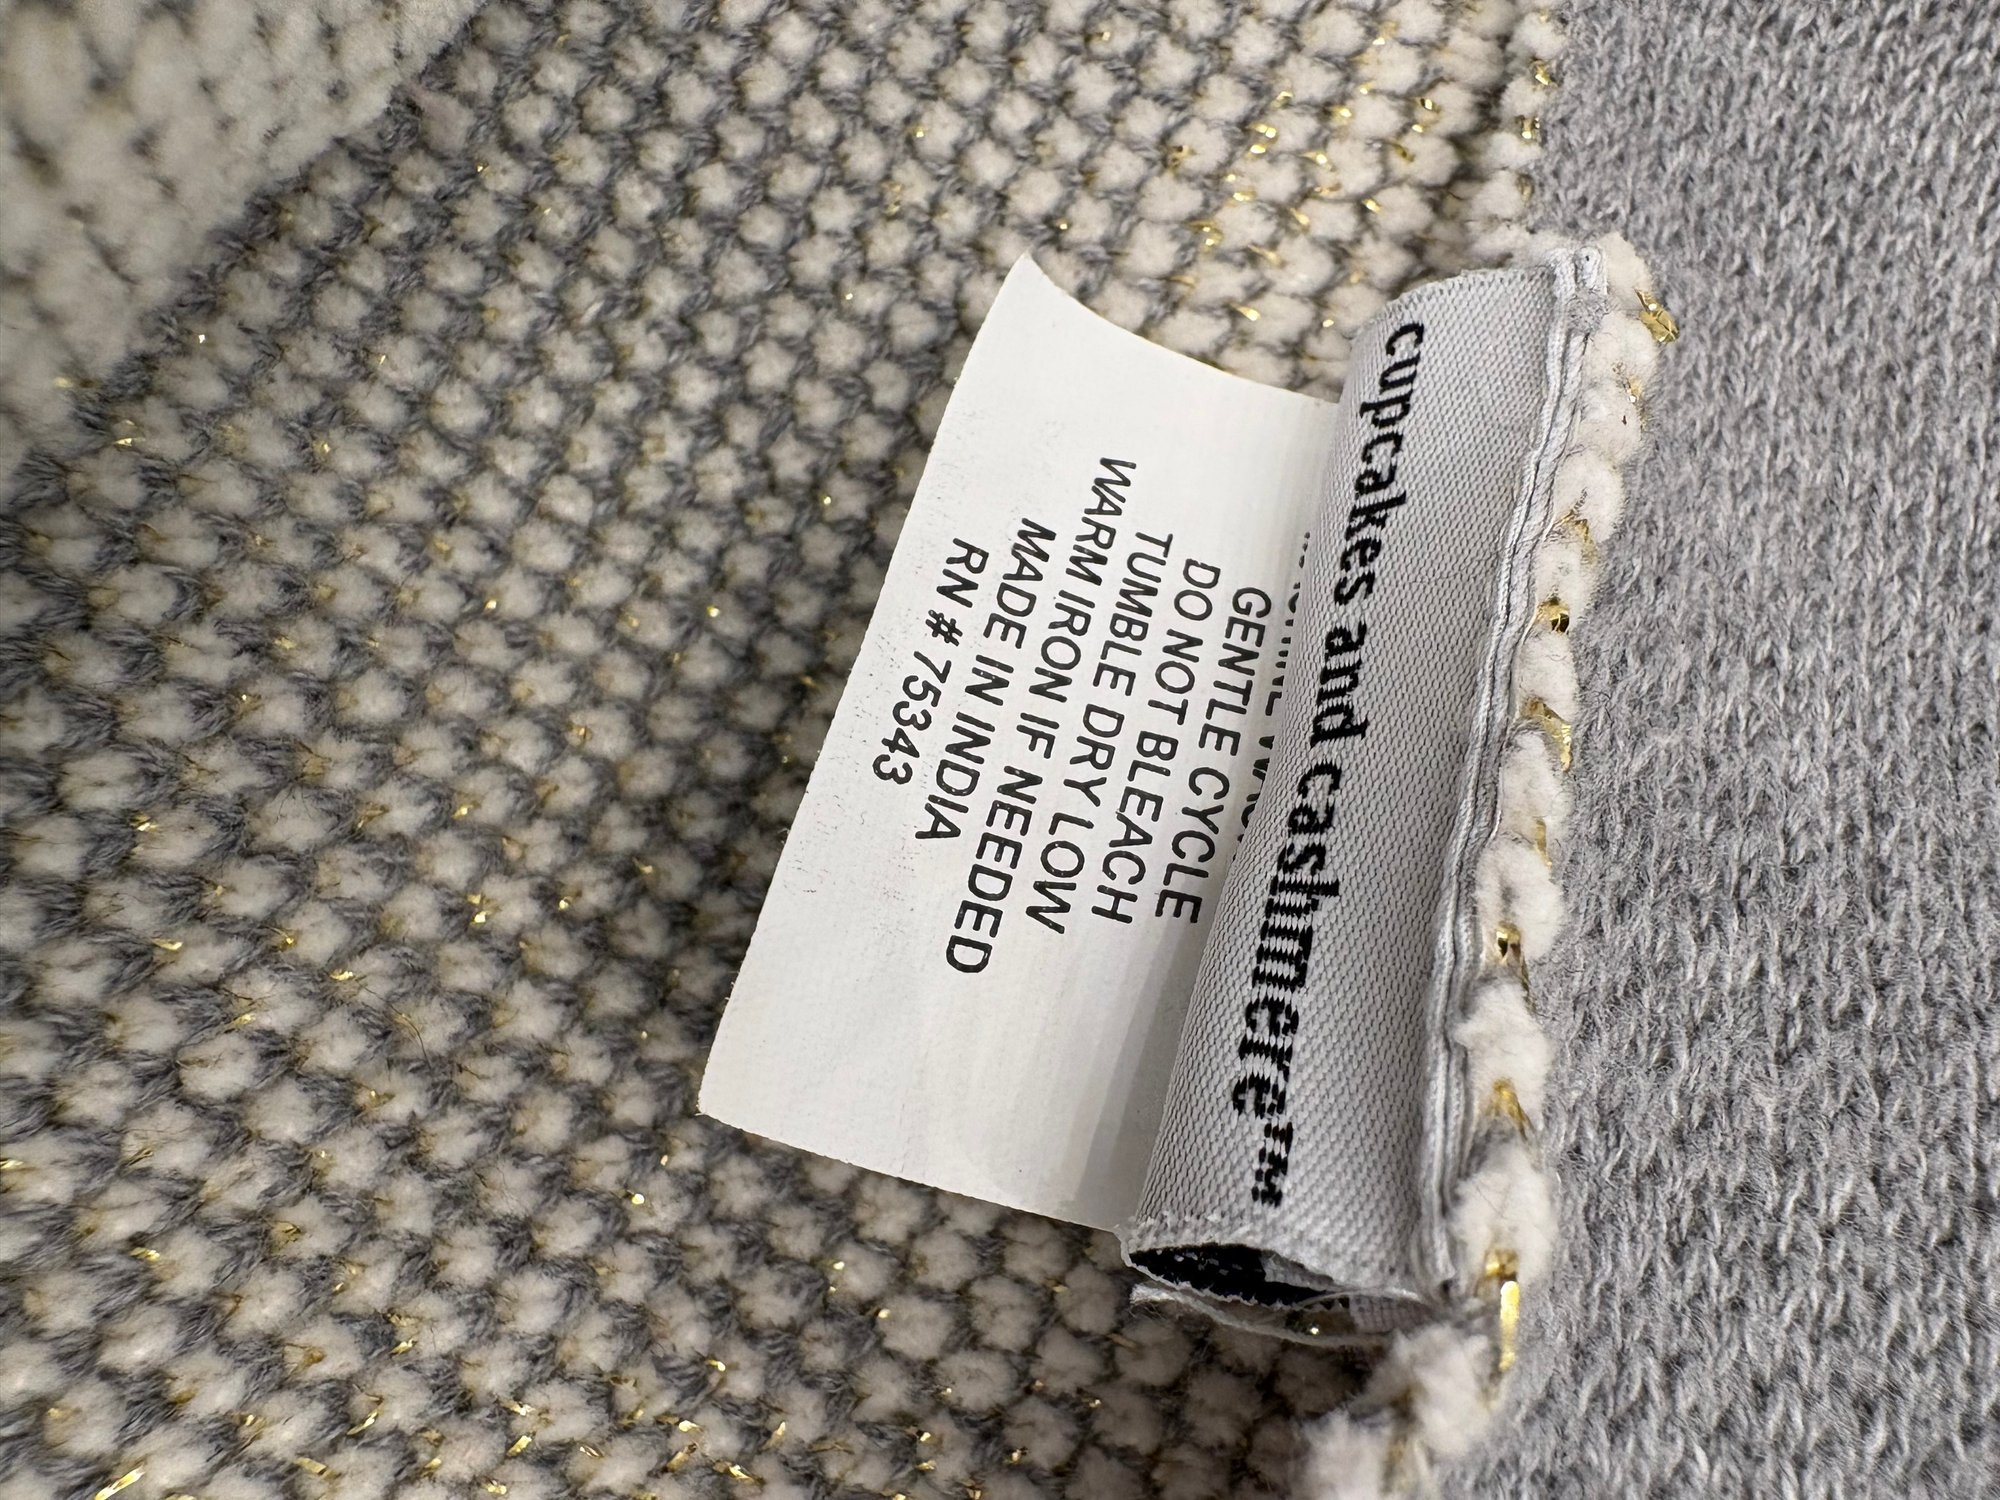 cupcakes and cashmere™
GENTLE CYCLE
DO NOT BLEACH
TUMBLE DRY LOW
WARM IRON IF NEEDED
MADE IN INDIA
RN # 75343